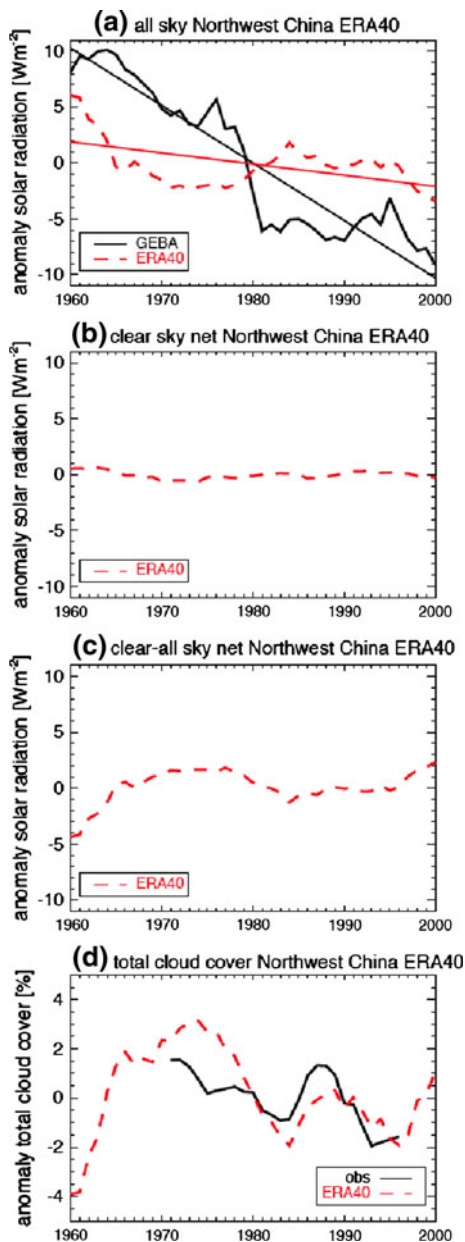 (a) all sky Northwest China ERA40
anomaly solar radiation [Wm-2]
10
5
0
-5
-10
GEBA
ERA40
1960 1970 1980 1990 2000
(b) clear sky net Northwest China ERA40
anomaly solar radiation [Wm-2]
10
5
0
-5
-10
ERA40
1960 1970 1980 1990 2000
(c) clear-all sky net Northwest China ERA40
anomaly solar radiation [Wm-2]
10
5
0
-5
-10
ERA40
1960 1970 1980 1990 2000
(d) total cloud cover Northwest China ERA40
anomaly total cloud cover [%]
4
2
0
-2
-4
obs
ERA40
1960 1970 1980 1990 2000